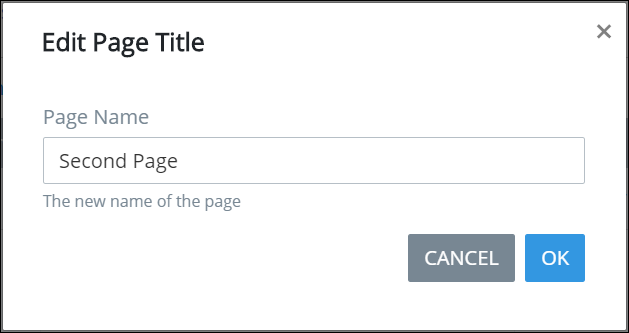 Edit Page Title
Page Name
Second Page
The new name of the page
CANCEL OK